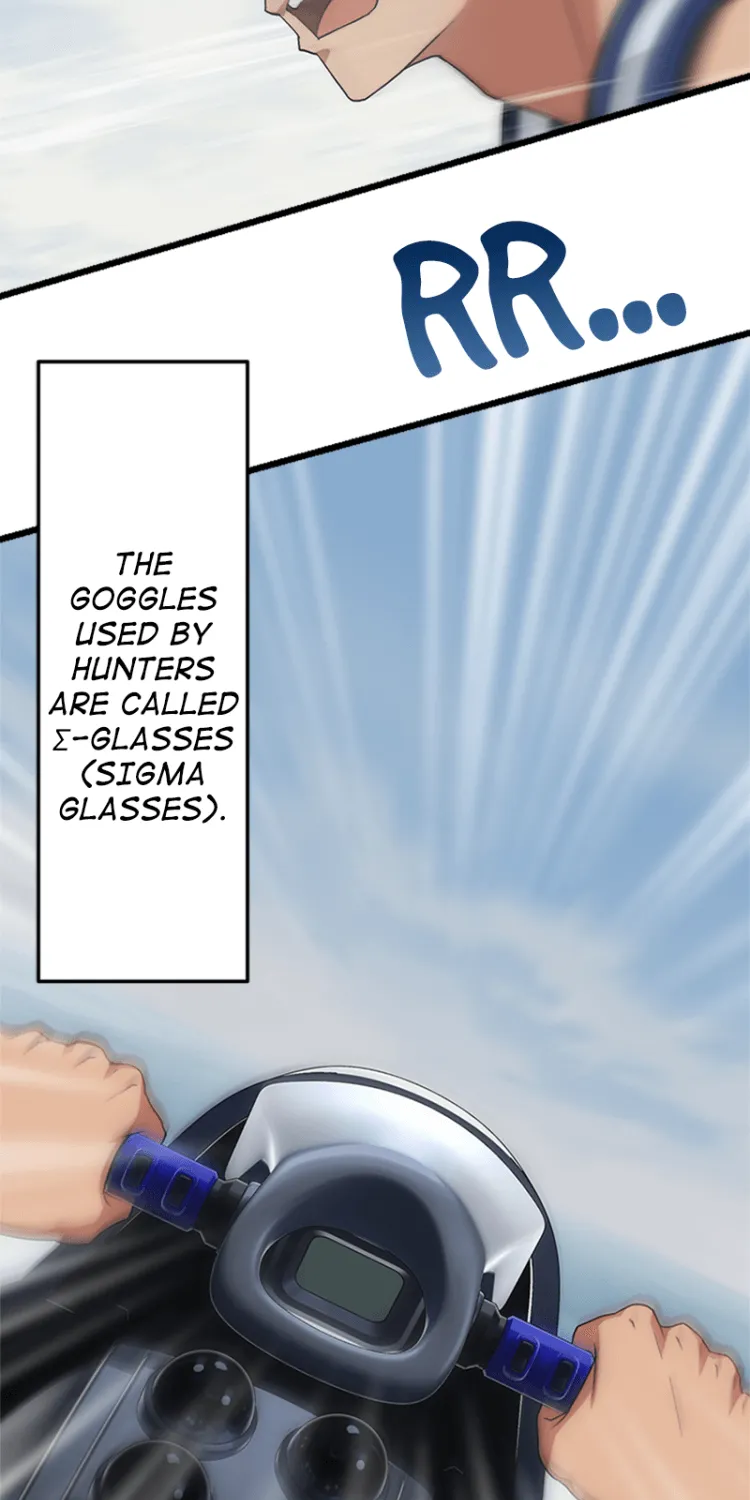 RR...
THE
GOGGLES
USED BY
HUNTERS
ARE CALLED
Σ-GLASSES
(SIGMA
GLASSES).